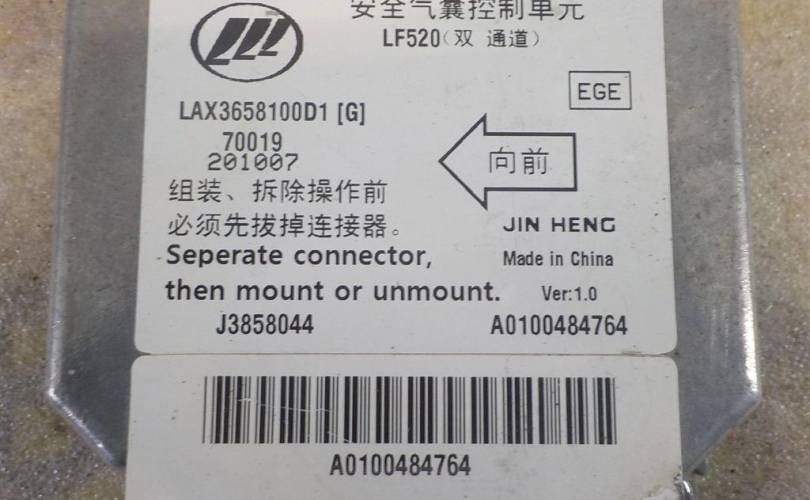 安全气囊控制单元
LF520（双 通道）
EGE
LAX3658100D1 [G]
70019
201007
向前
组装、拆除操作前
必须先拔掉连接器。
JIN HENG
Seperate connector,
Made in China
then mount or unmount.
Ver:1.0
J3858044
A0100484764
A0100484764